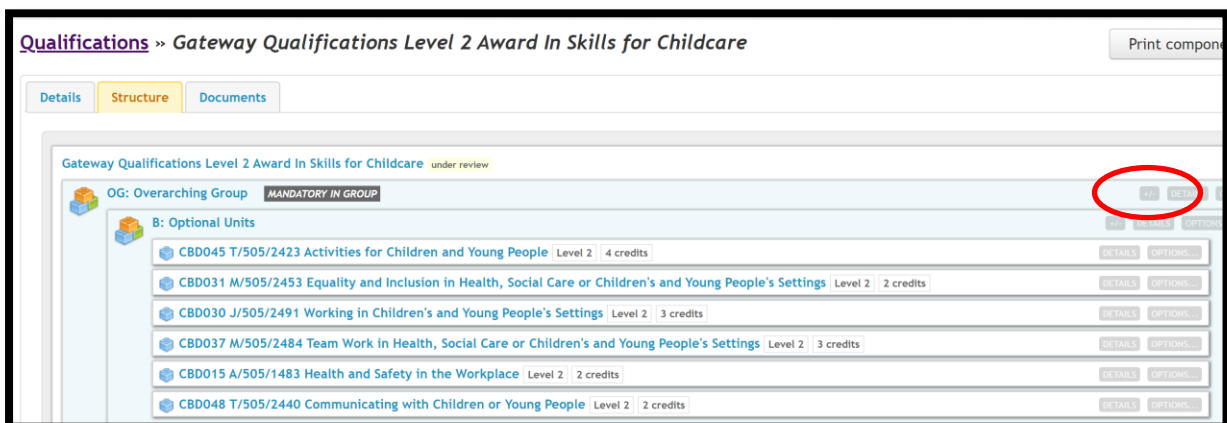 Qualifications » Gateway Qualifications Level 2 Award In Skills for Childcare Print compone
Details Structure Documents
Gateway Qualifications Level 2 Award In Skills for Childcare under review
OG: Overarching Group MANDATORY IN GROUP +/- DETAILS
B: Optional Units +/- DETAILS OPTIONS
CBD045 T/505/2423 Activities for Children and Young People Level 2 4 credits DETAILS OPTIONS...
CBD031 M/505/2453 Equality and Inclusion in Health, Social Care or Children's and Young People's Settings Level 2 2 credits DETAILS OPTIONS...
CBD030 J/505/2491 Working in Children's and Young People's Settings Level 2 3 credits DETAILS OPTIONS...
CBD037 M/505/2484 Team Work in Health, Social Care or Children's and Young People's Settings Level 2 3 credits DETAILS OPTIONS...
CBD015 A/505/1483 Health and Safety in the Workplace Level 2 2 credits DETAILS OPTIONS...
CBD048 T/505/2440 Communicating with Children or Young People Level 2 2 credits DETAILS OPTIONS...